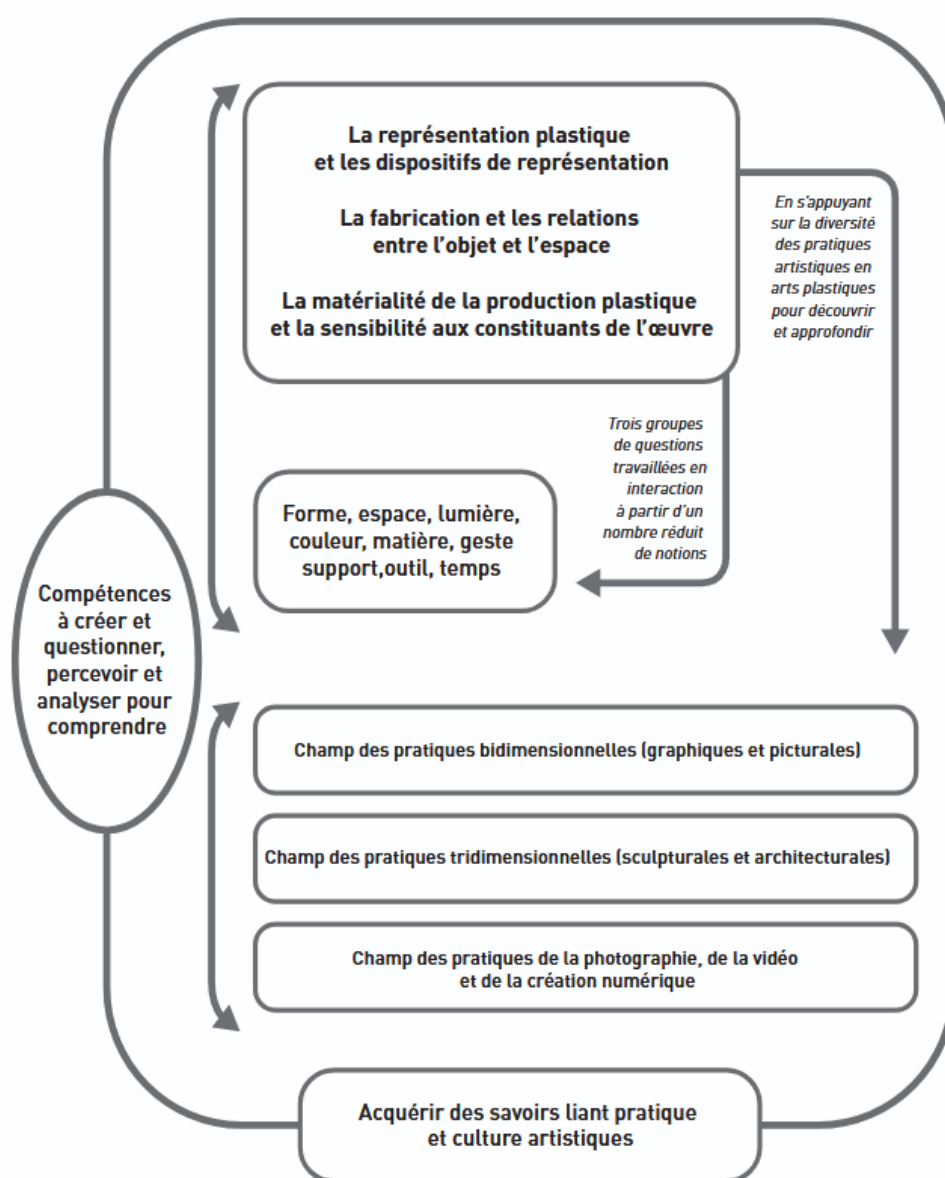 La représentation plastique
et les dispositifs de représentation
La fabrication et les relations
entre l'objet et l'espace
La matérialité de la production plastique
et la sensibilité aux constituants de l'œuvre
En s'appuyant
sur la diversité
des pratiques
artistiques en
arts plastiques
pour découvrir
et approfondir
Trois groupes
de questions
travaillées en
interaction
à partir d'un
nombre réduit
de notions
Forme, espace, lumière,
couleur, matière, geste
support,outil, temps
Compétences
à créer et
questionner,
percevoir et
analyser pour
comprendre
Champ des pratiques bidimensionnelles (graphiques et picturales)
Champ des pratiques tridimensionnelles (sculpturales et architecturales)
Champ des pratiques de la photographie, de la vidéo
et de la création numérique
Acquérir des savoirs liant pratique
et culture artistiques